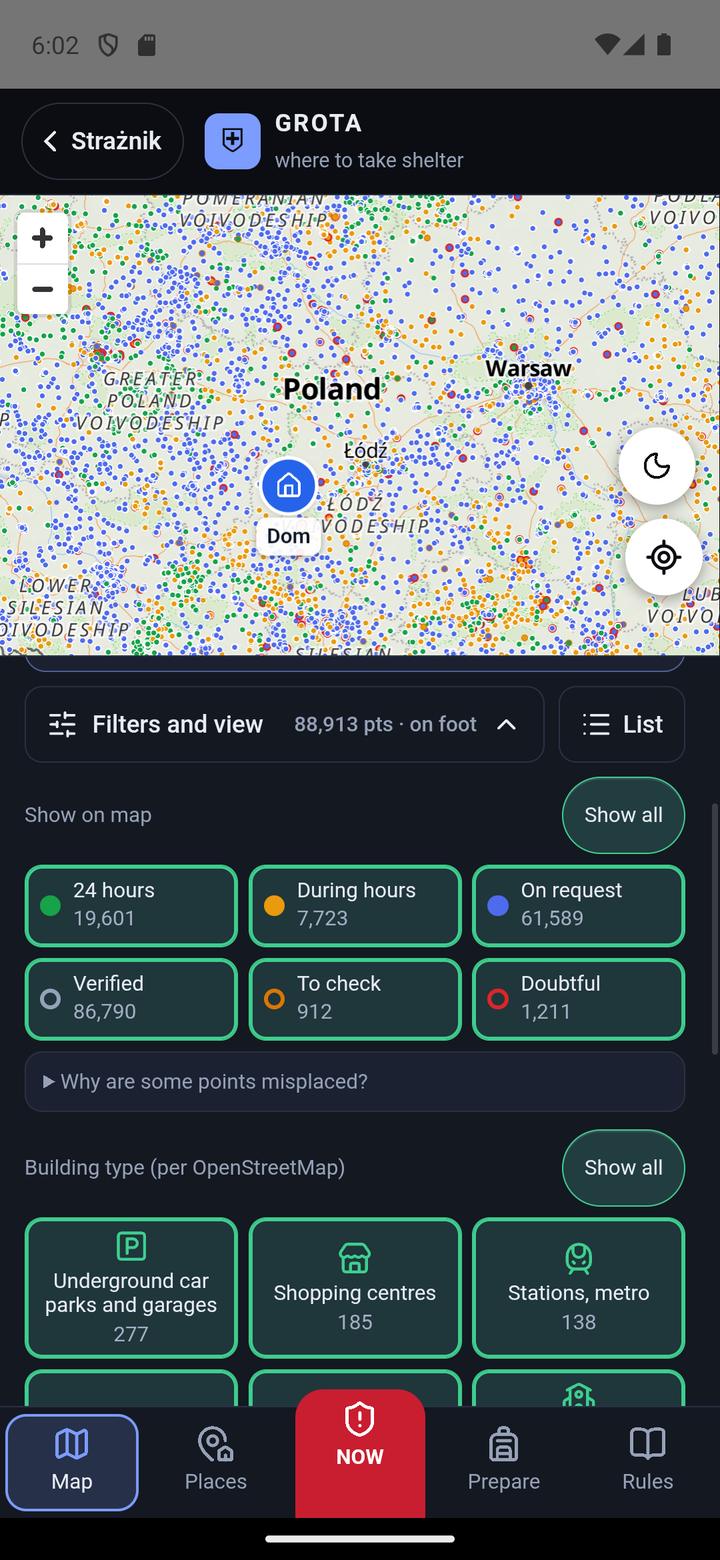 6:02
Strażnik
GROTA
where to take shelter
POMERANIAN
VOIVODESHIP
+
−
GREATER
POLAND
VOIVODESHIP
Poland
Warsaw
Łódź
ŁÓDŹ
VODESHIP
Dom
LOWER
SILESIAN
OIVODESHIP
SILESIAN
LUB
VOIVO
Filters and view
88,913 pts · on foot
List
Show on map
Show all
24 hours
19,601
During hours
7,723
On request
61,589
Verified
86,790
To check
912
Doubtful
1,211
Why are some points misplaced?
Building type (per OpenStreetMap)
Show all
P
Underground car
parks and garages
277
Shopping centres
185
Stations, metro
138
Map
Places
NOW
Prepare
Rules